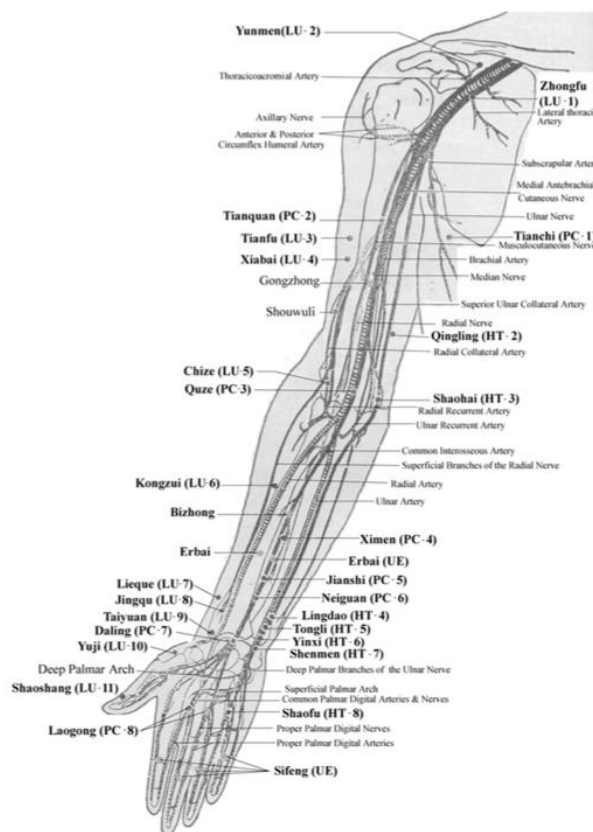 Yunmen(LU- 2)
Thoracicoacromial Artery
Zhongfu
(LU- 1)
Lateral thoracic
Artery
Axillary Nerve
Anterior & Posterior
Circumflex Humeral Artery
Subscrapular Arter
Medial Antebrachial
Cutaneous Nerve
Tianquan (PC-2)
Ulnar Nerve
Tianfu (LU-3)
Tianchi (PC-1)
Musculocutaneous Nerve
Xiabai (LU-4)
Brachial Artery
Gongzhong
Median Nerve
Shouwuli
Superior Ulnar Collateral Artery
Radial Nerve
Qingling (HT-2)
Radial Collateral Artery
Chize (LU-5)
Quze (PC-3)
Shaohai (HT-3)
Radial Recurrent Artery
Ulnar Recurrent Artery
Common Interosseous Artery
Superficial Branches of the Radial Nerve
Kongzui (LU-6)
Radial Artery
Ulnar Artery
Bizhong
Ximen (PC-4)
Erbai
Erbai (UE)
Jianshi (PC-5)
Lieque (LU-7)
Neiguan (PC-6)
Jingqu (LU-8)
Lingdao (HT-4)
Taiyuan (LU-9)
Tongli (HT-5)
Daling (PC-7)
Yinxi (HT-6)
Yuji (LU-10)
Shenmen (HT-7)
Deep Palmar Arch
Deep Palmar Branches of the Ulnar Nerve
Shaoshang (LU-11)
Superficial Palmar Arch
Common Palmar Digital Arteries & Nerves
Shaofu (HT-8)
Laogong (PC-8)
Proper Palmar Digital Nerves
Proper Palmar Digital Arteries
Sifeng (UE)